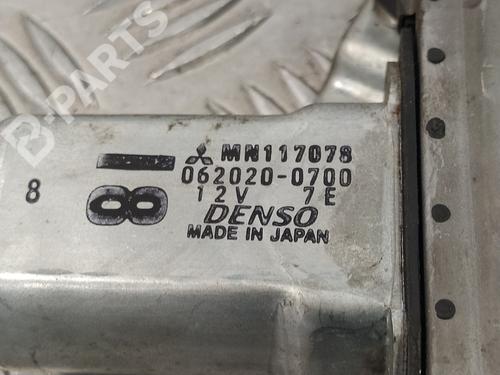 B-PARTS
MN117078
062020-0700
12V 7E
8
8
DENSO
MADE IN JAPAN